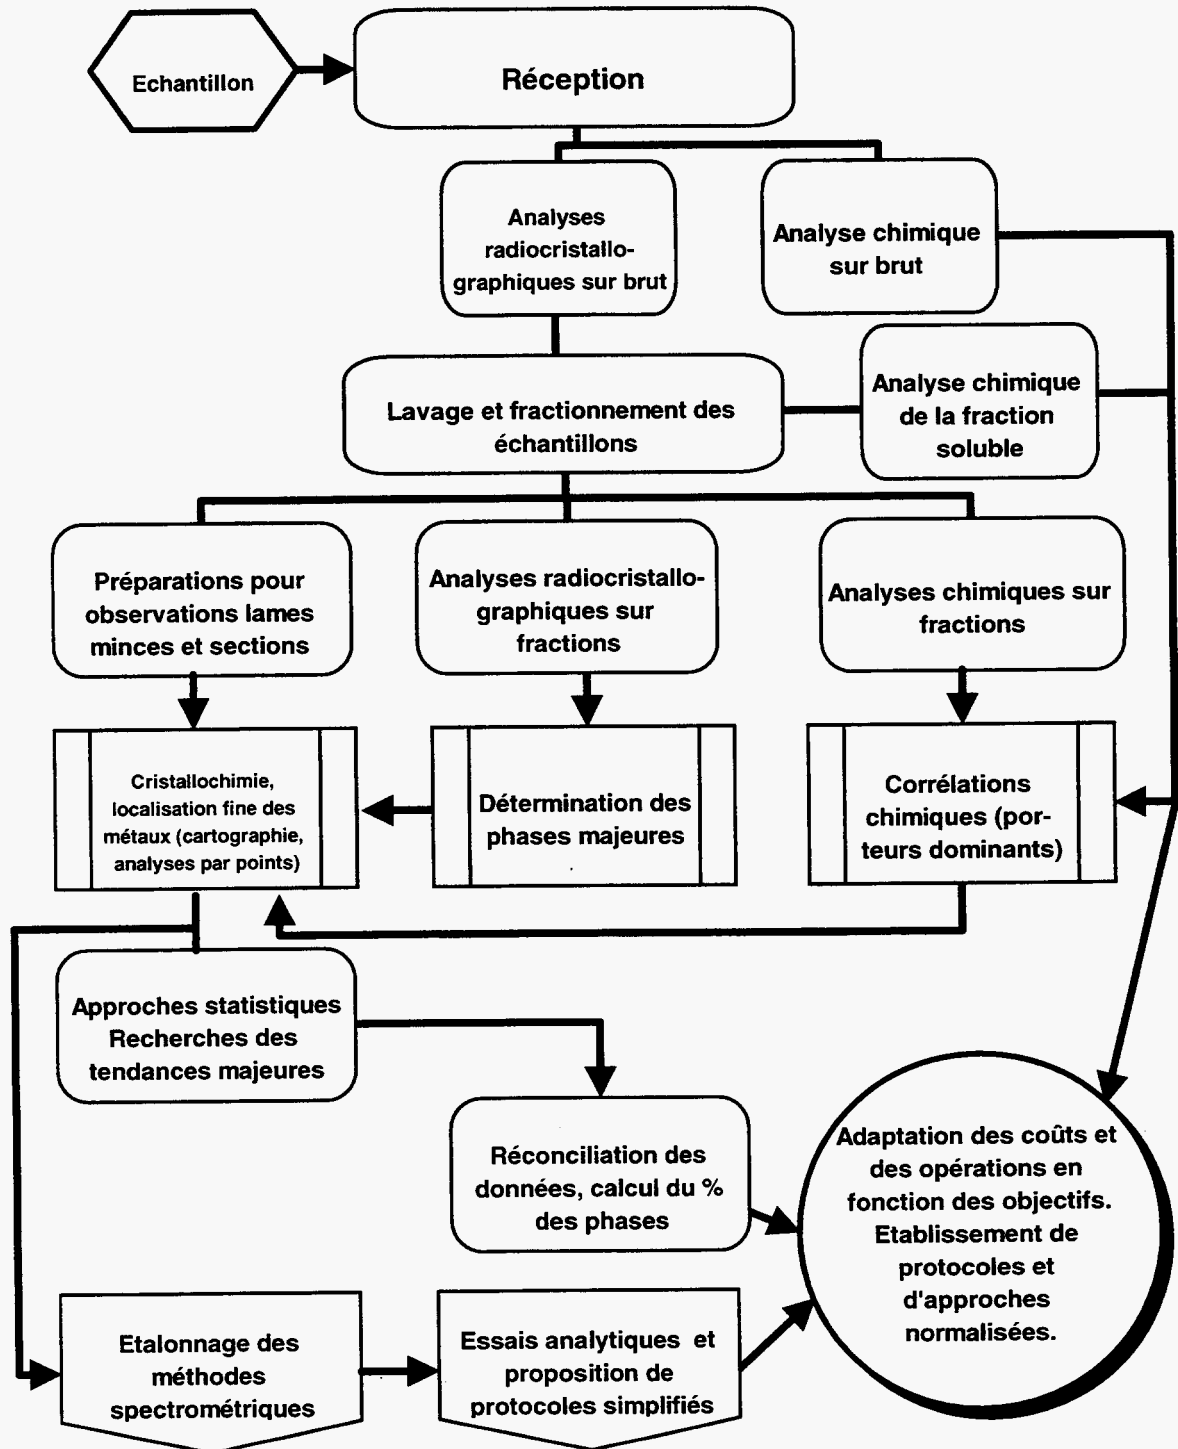 Echantillon
Réception
Analyses
radiocristallo-
graphiques sur brut
Analyse chimique
sur brut
Lavage et fractionnement des
échantillons
Analyse chimique
de la fraction
soluble
Préparations pour
observations lames
minces et sections
Analyses radiocristallo-
graphiques sur
fractions
Analyses chimiques sur
fractions
Cristallochimie,
localisation fine des
métaux (cartographie,
analyses par points)
Détermination des
phases majeures
Corrélations
chimiques (por-
teurs dominants)
Approches statistiques
Recherches des
tendances majeures
Réconciliation des
données, calcul du %
des phases
Adaptation des coûts et
des opérations en
fonction des objectifs.
Etablissement de
protocoles et
d'approches
normalisées.
Etalonnage des
méthodes
spectrométriques
Essais analytiques et
proposition de
protocoles simplifiés